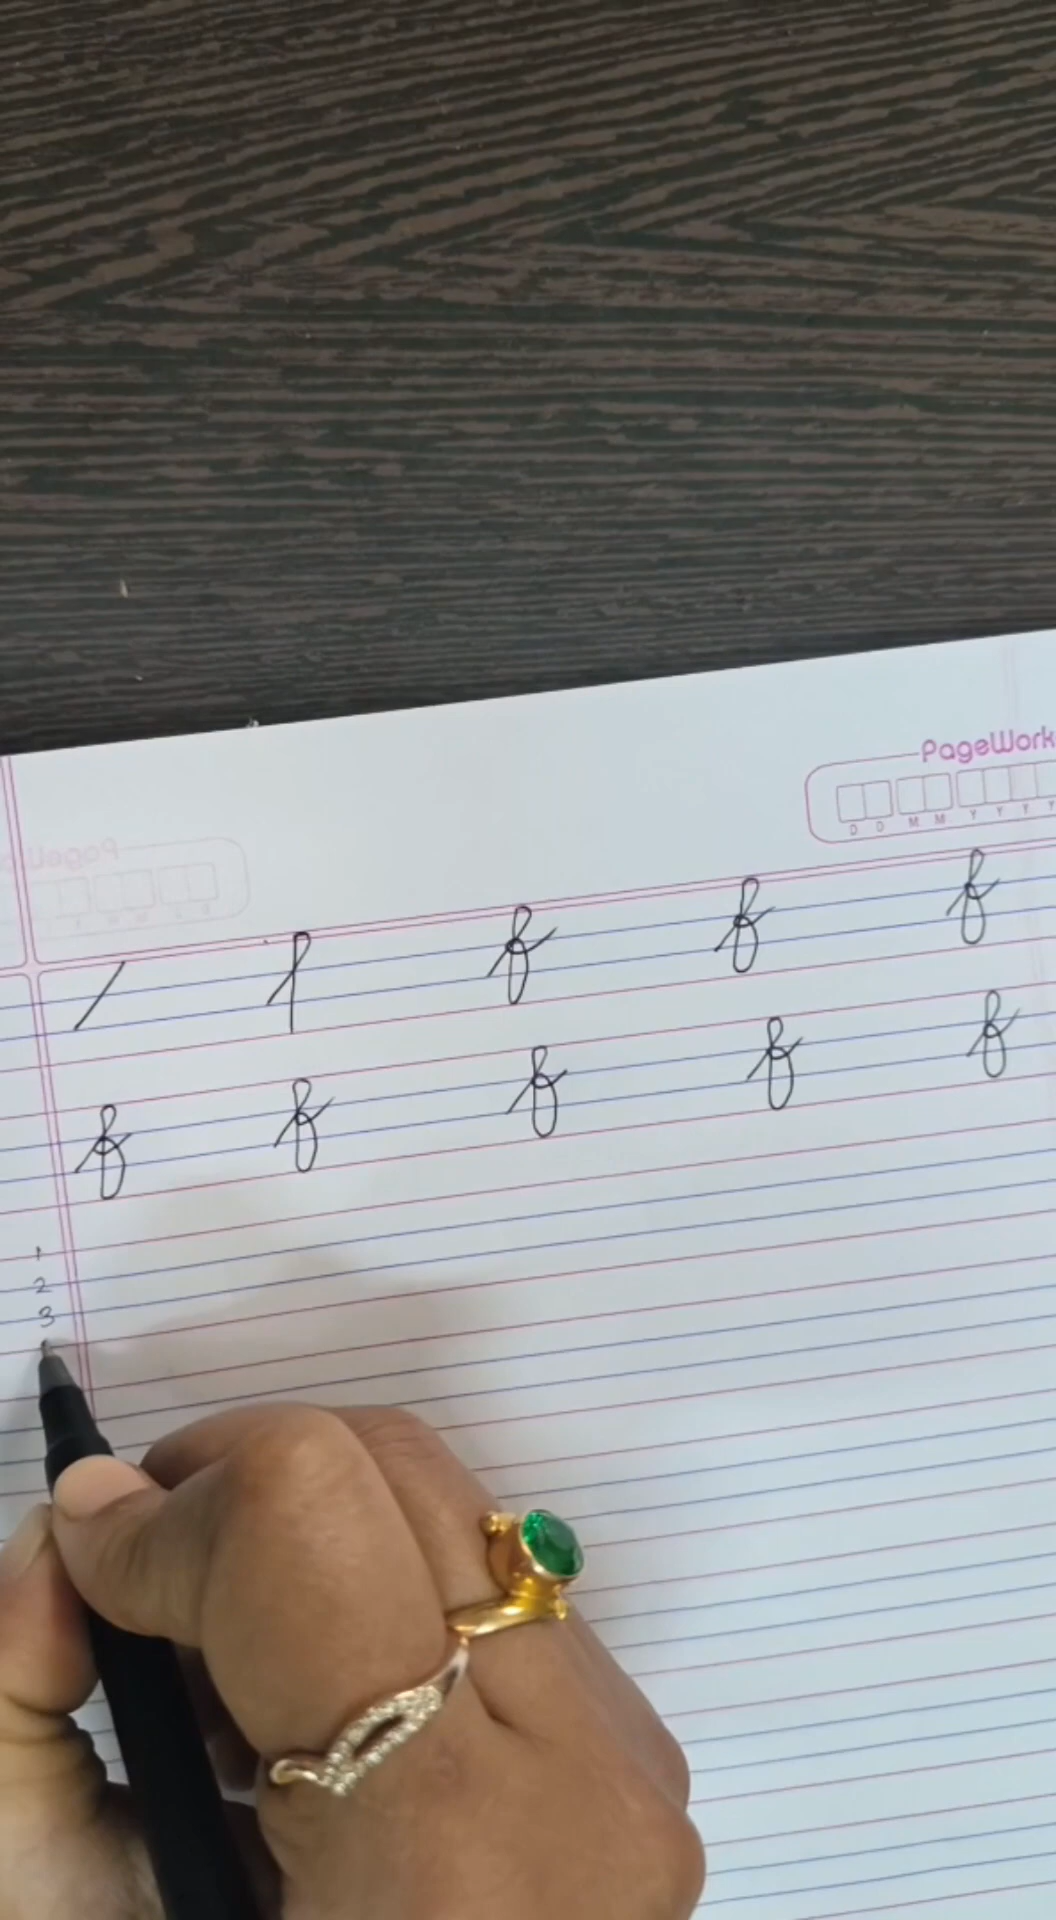 PageWork
D D M M Y Y Y Y
f f f f
f f f f f
1
2
3